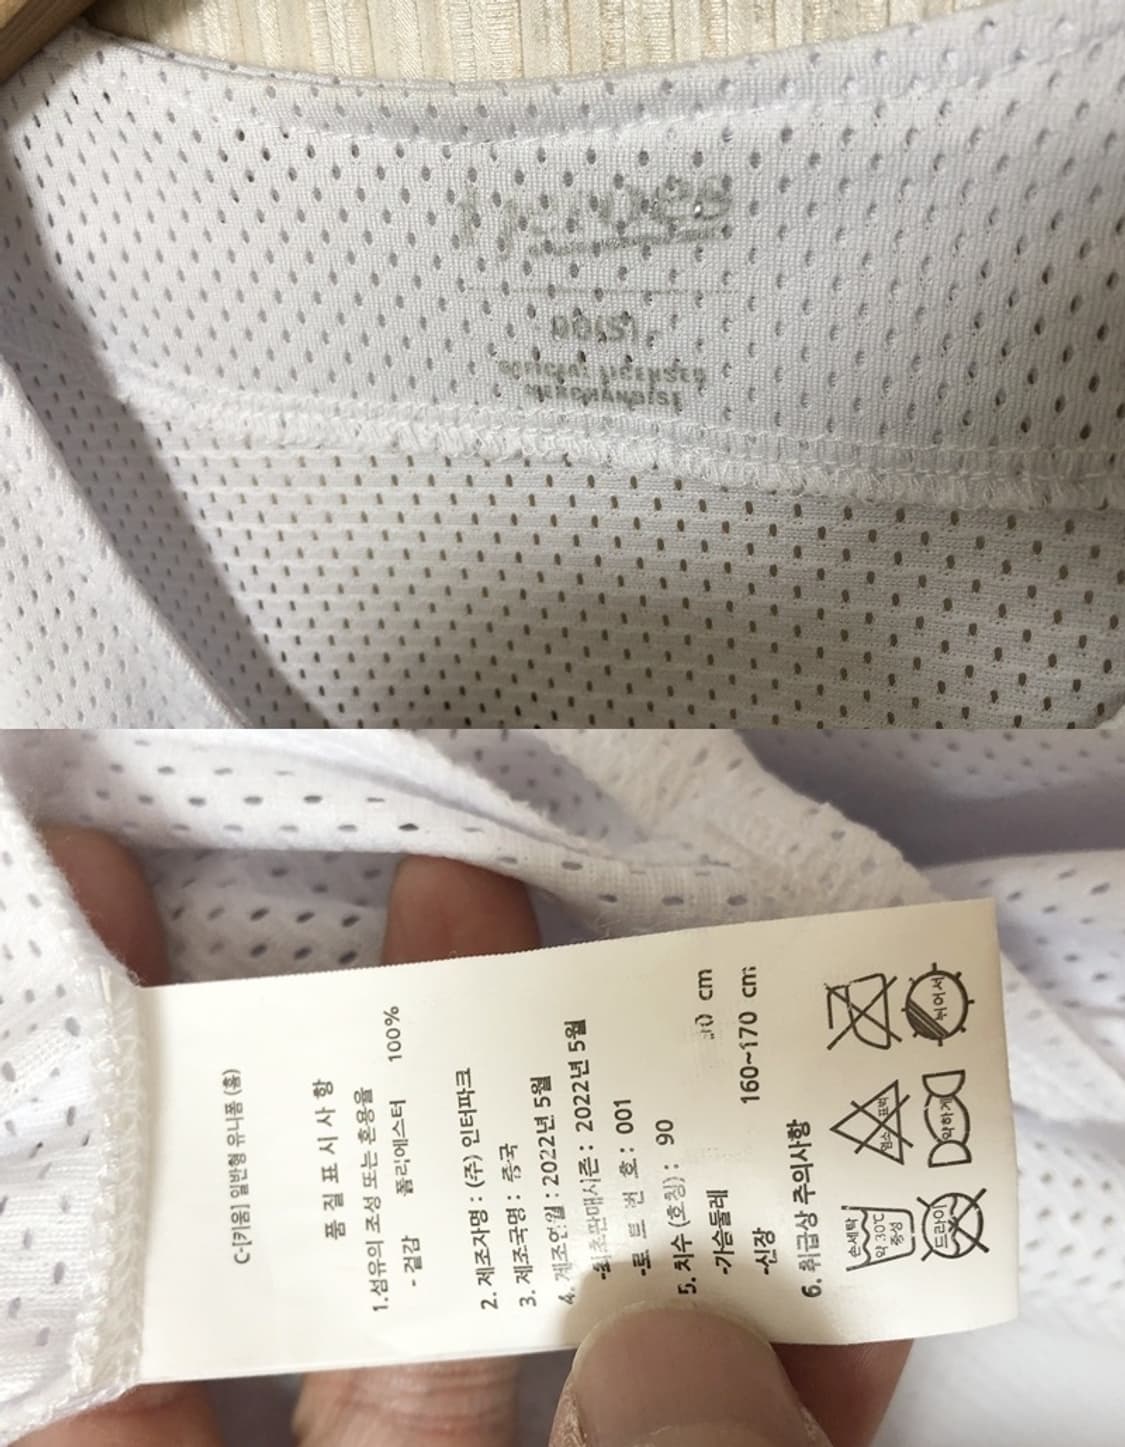 Heroes
90(S)
OFFICIAL LICENSED
MERCHANDISE
C-[키움] 일반형 유니폼 (홈)
품 질 표 시 사 항
1.섬유의 조성 또는 혼용율
- 겉감 폴리에스터 100%
2. 제조자명 : (주) 인터파크
3. 제조국명 : 중국
4. 제조연월 : 2022년 5월
-최초판매시즌 : 2022년 5월
-로 트 번 호 : 001
5. 치수 (호칭) : 90
-가슴둘레 cm
-신장 160~170 cm
6. 취급상 주의사항
손세탁
약 30℃
중성
염소 표백
드라이
약하게
뉘어서